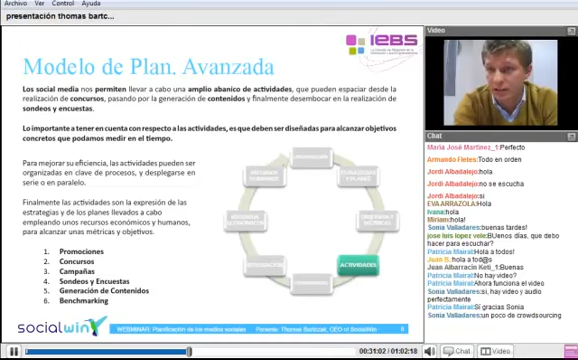 Archivo Ver Control Ayuda
presentación thomas bartc...
IEBS
Modelo de Plan. Avanzada
Los social media nos permiten llevar a cabo una amplio abanico de actividades, que pueden espaciar desde la
realización de concursos, pasando por la generación de contenidos y finalmente desembocar en la realización de
sondeos y encuestas.
Lo importante a tener en cuenta con respecto a las actividades, es que deben ser diseñadas para alcanzar objetivos
concretos que podamos medir en el tiempo.
Para mejorar su eficiencia, las actividades pueden ser
organizadas en clave de procesos, y desplegarse
en serie o en paralelo.
Finalmente las actividades son la expresión de las
estrategias y de los planes llevados a cabo
empleando unos recursos económicos y humanos,
para alcanzar unas métricas y objetivos.
1. Promociones
2. Concursos
3. Campañas
4. Sondeos y Encuestas
5. Generación de Contenidos
6. Benchmarking
ACTIVIDADES
socialwin
WEBMINAR: Planificación de los medios sociales
CEO of SocialWin
Video
Chat
Maria José Martinez_1:Perfecto
Armando Fletes:Todo en orden
Jordi Albadalejo:hola
Jordi Albadalejo:no se escucha
Jordi Albadalejo:si
EVA ARRAZOLA:Hola
Ivana:hola
Miriam:hola!
Sonia Valladares:buenas tardes!
jose luis lopez velo:BUenos días, que debo
hacer para escuchar?
Patricia Mairal:Hola a todos!
Juan B.:hola a tod@s
Juan Albarracin Keti_1:Buenas
Patricia Mairal:No hay video?
Patricia Mairal:Ahora funciona el video
Sonia Valladares:si, hay video y audio
perfectamente
Patricia Mairal:Sí gracias Sonia
Sonia Valladares:un poco de crowdsourcing
00:31:02 / 01:02:18
Chat
Video